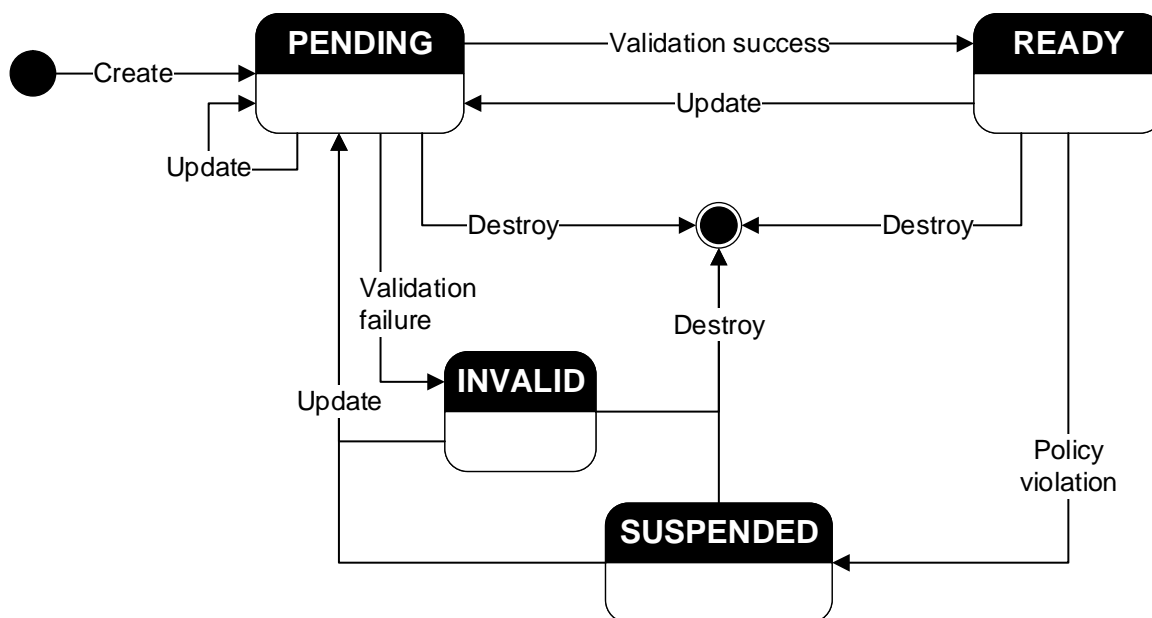 PENDING
Validation success
READY
Create
Update
Update
Destroy
Destroy
Validation
failure
Destroy
INVALID
Update
Policy
violation
SUSPENDED